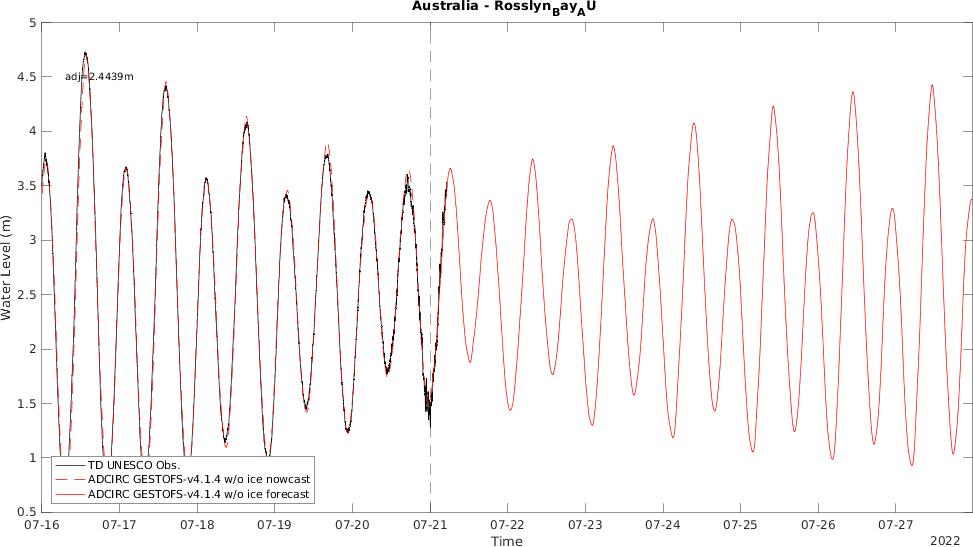 Australia - Rosslyn_Bay_AU
5
4.5
adj=2.4439m
4
3.5
3
2.5
2
1.5
1
0.5
Water Level (m)
TD UNESCO Obs.
ADCIRC GESTOFS-v4.1.4 w/o ice nowcast
ADCIRC GESTOFS-v4.1.4 w/o ice forecast
07-16 07-17 07-18 07-19 07-20 07-21 07-22 07-23 07-24 07-25 07-26 07-27
Time
2022